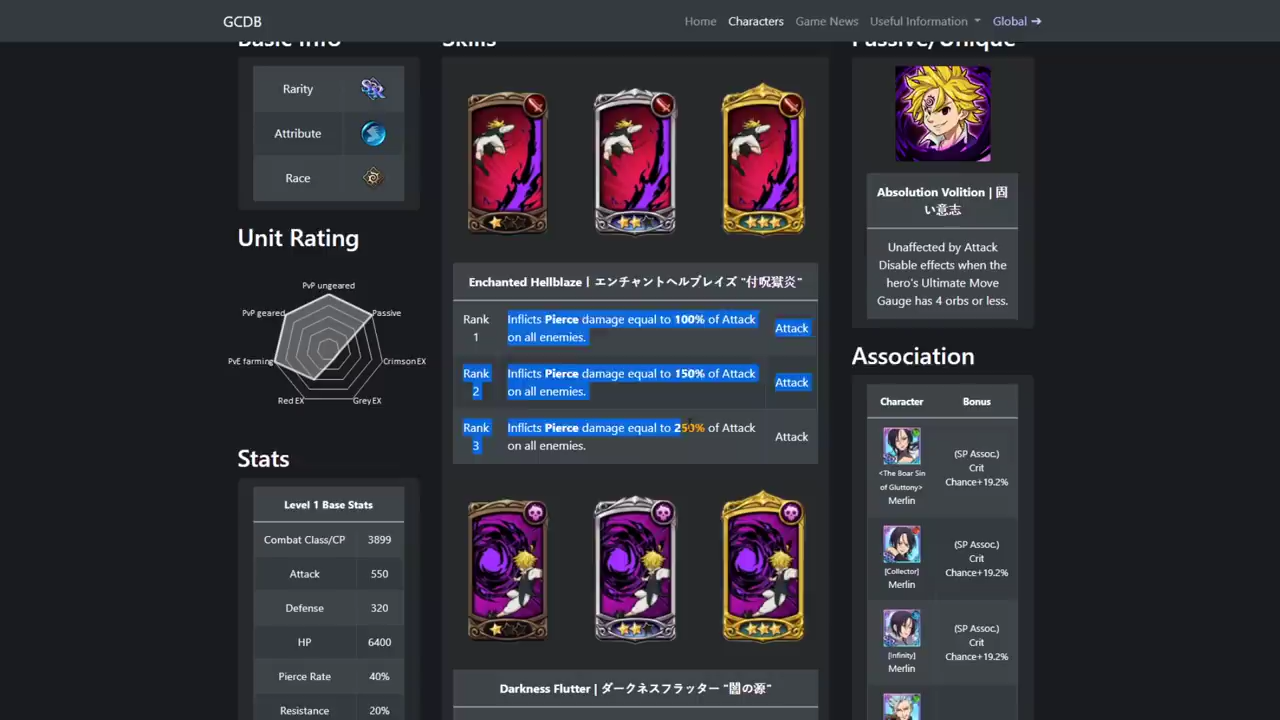 GCDB
Home
Characters
Game News
Useful Information
Global ➔
Basic Info
Skills
Passive/Unique
Rarity
Attribute
Race
Unit Rating
PvP ungeared
PvP geared
Passive
PvE farming
Crimson EX
Red EX
Grey EX
Stats
Level 1 Base Stats
Combat Class/CP 3899
Attack 550
Defense 320
HP 6400
Pierce Rate 40%
Resistance 20%
Enchanted Hellblaze | エンチャントヘルブレイズ "付呪獄炎"
Rank
1
Inflicts Pierce damage equal to 100% of Attack
on all enemies.
Attack
Rank
2
Inflicts Pierce damage equal to 150% of Attack
on all enemies.
Attack
Rank
3
Inflicts Pierce damage equal to 250% of Attack
on all enemies.
Attack
Darkness Flutter | ダークネスフラッター "闇の源"
Absolution Volition | 固
い意志
Unaffected by Attack
Disable effects when the
hero's Ultimate Move
Gauge has 4 orbs or less.
Association
Character
Bonus
<The Boar Sin
of Gluttony>
Merlin
(SP Assoc.)
Crit
Chance+19.2%
[Collector]
Merlin
(SP Assoc.)
Crit
Chance+19.2%
[Infinity]
Merlin
(SP Assoc.)
Crit
Chance+19.2%